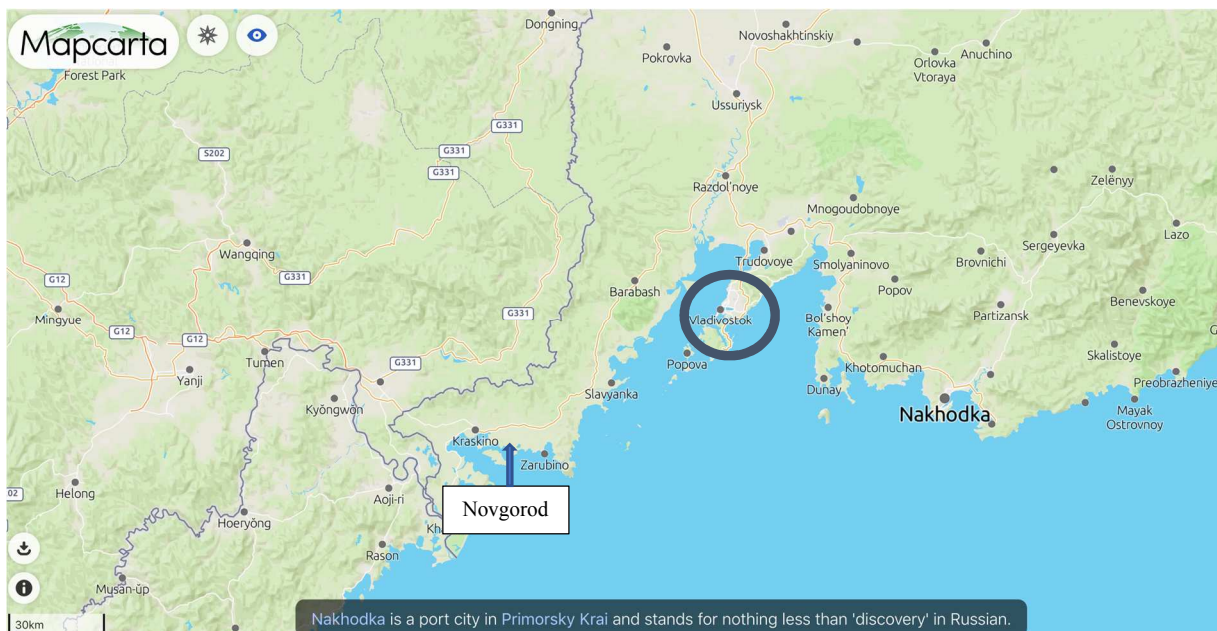 Mapcarta
Forest Park
Dongning
Novoshakhtinskiy
Pokrovka
Orlovka
Vtoraya
Anuchino
Ussuriysk
G331
S202
G331
G331
Razdol'noye
Zelënyy
Mnogoudobnoye
Wangqing
Trudovoye
Smolyaninovo
Brovnichi
Sergeyevka
Lazo
G12
G331
Barabash
Popov
Mingyue
G331
Vladivostok
Bol'shoy
Kamen'
Partizansk
Benevskoye
G12
G12
Tumen
G331
Popova
Khotomuchan
Skalistoye
Yanji
Slavyanka
Dunay
Preobrazheniye
Kyŏngwŏn
Nakhodka
Mayak
Ostrovnoy
Kraskino
Zarubino
02
Helong
Aoji-ri
Novgorod
Hoeryŏng
Kh
Rason
Musan-ŭp
30km
Nakhodka is a port city in Primorsky Krai and stands for nothing less than 'discovery' in Russian.